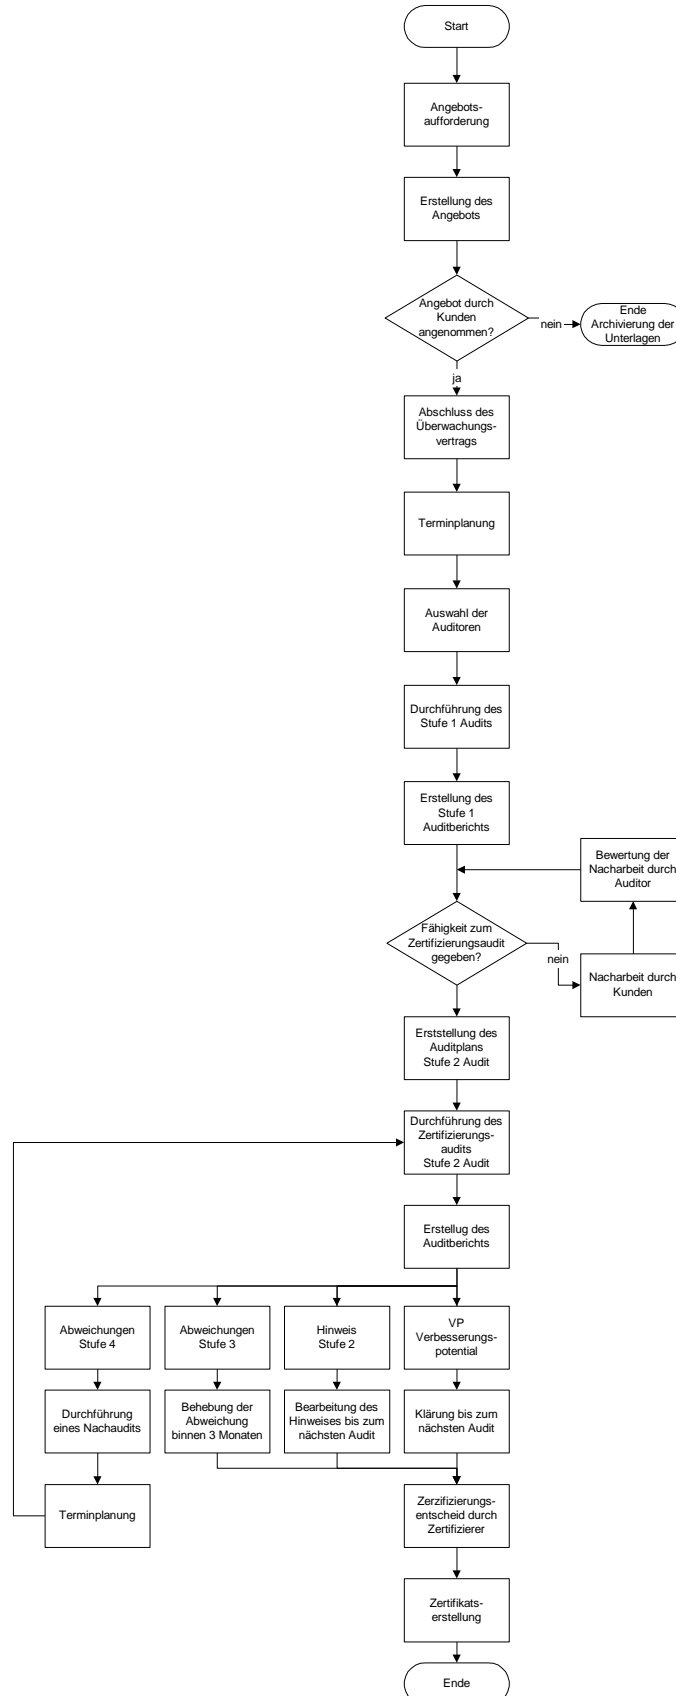 Start
Angebots-
aufforderung
Erstellung des
Angebots
Angebot durch
Kunden
angenommen?
nein
Ende
Archivierung der
Unterlagen
ja
Abschluss des
Überwachungs-
vertrags
Terminplanung
Auswahl der
Auditoren
Durchführung des
Stufe 1 Audits
Erstellung des
Stufe 1
Auditberichts
Bewertung der
Nacharbeit durch
Auditor
Fähigkeit zum
Zertifizierungsaudit
gegeben?
nein
Nacharbeit durch
Kunden
Erststellung des
Auditplans
Stufe 2 Audit
Durchführung des
Zertifizierungs-
audits
Stufe 2 Audit
Erstellug des
Auditberichts
Abweichungen
Stufe 4
Abweichungen
Stufe 3
Hinweis
Stufe 2
VP
Verbesserungs-
potential
Durchführung
eines Nachaudits
Behebung der
Abweichung
binnen 3 Monaten
Bearbeitung des
Hinweises bis zum
nächsten Audit
Klärung bis zum
nächsten Audit
Terminplanung
Zerzifizierungs-
entscheid durch
Zertifizierer
Zertifikats-
erstellung
Ende